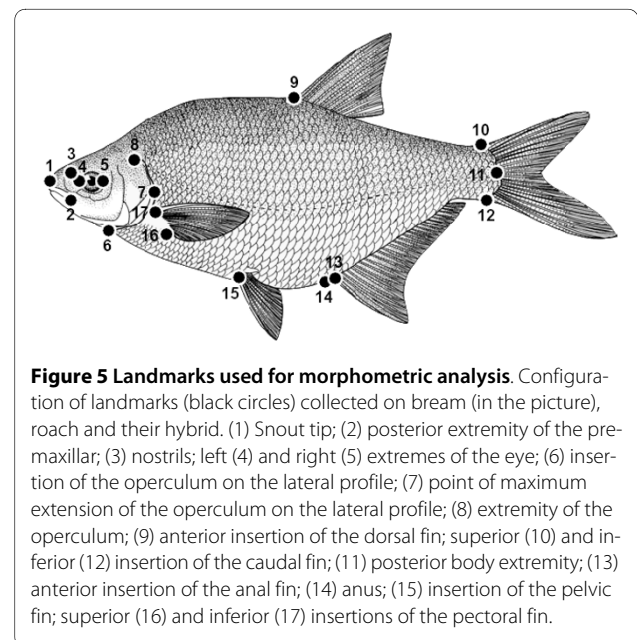 9
10
8
3
1
4
5
11
7
2
17
12
16
6
13
15
14
Figure 5 Landmarks used for morphometric analysis. Configura-
tion of landmarks (black circles) collected on bream (in the picture),
roach and their hybrid. (1) Snout tip; (2) posterior extremity of the pre-
maxillar; (3) nostrils; left (4) and right (5) extremes of the eye; (6) inser-
tion of the operculum on the lateral profile; (7) point of maximum
extension of the operculum on the lateral profile; (8) extremity of the
operculum; (9) anterior insertion of the dorsal fin; superior (10) and in-
ferior (12) insertion of the caudal fin; (11) posterior body extremity; (13)
anterior insertion of the anal fin; (14) anus; (15) insertion of the pelvic
fin; superior (16) and inferior (17) insertions of the pectoral fin.